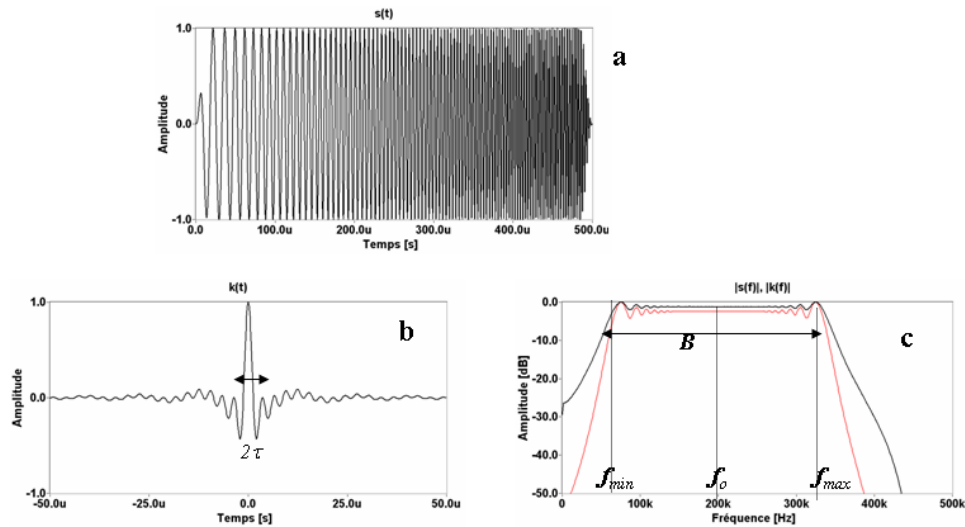 s(t)
a
1.0
0.0
-1.0
Amplitude
0.0 100.0u 200.0u 300.0u 400.0u 500.0u
Temps [s]
k(t)
b
1.0
0.0
-1.0
Amplitude
2τ
-50.0u -25.0u 0.0 25.0u 50.0u
Temps [s]
|s(f)|, |k(f)|
c
0.0
-10.0
-20.0
-30.0
-40.0
-50.0
Amplitude [dB]
B
fmin fo fmax
0.0 100k 200k 300k 400k 500k
Fréquence [Hz]